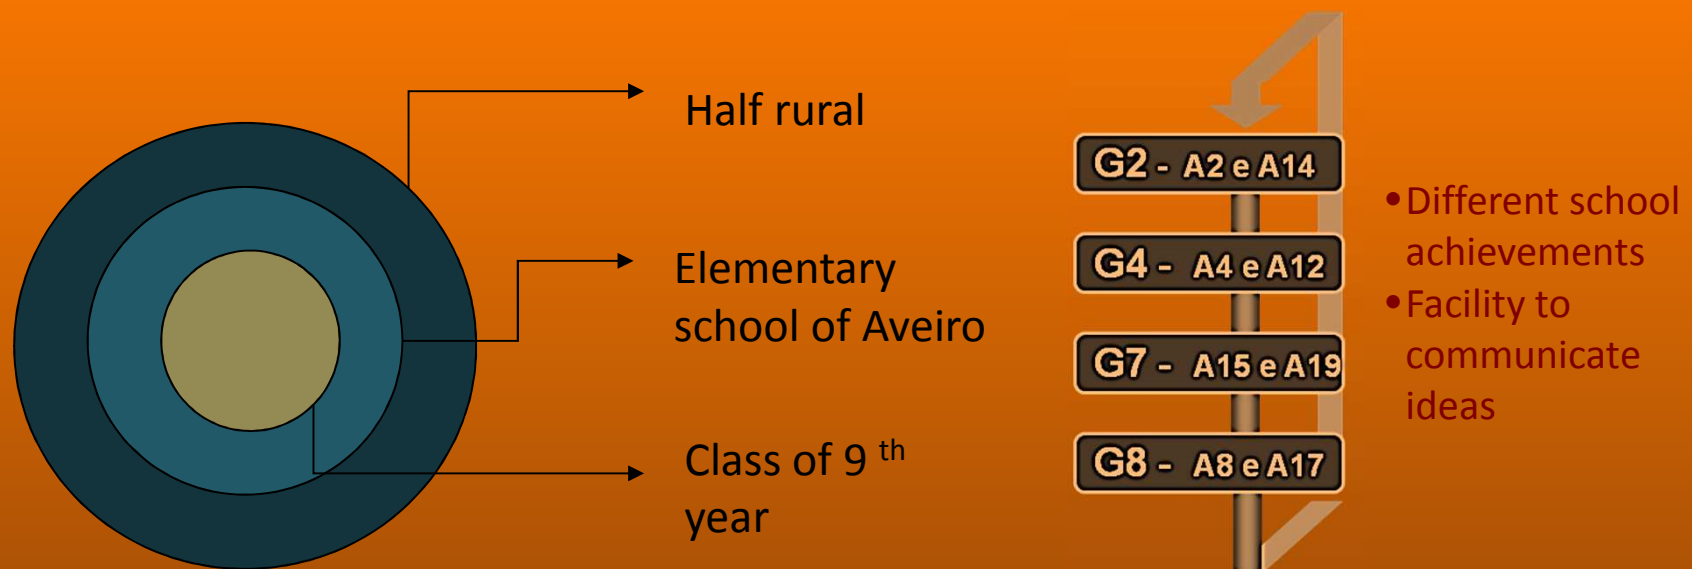 Half rural
Elementary
school of Aveiro
Class of 9 th
year
G2 - A2 e A14
G4 - A4 e A12
G7 - A15 e A19
G8 - A8 e A17
•Different school
achievements
•Facility to
communicate
ideas